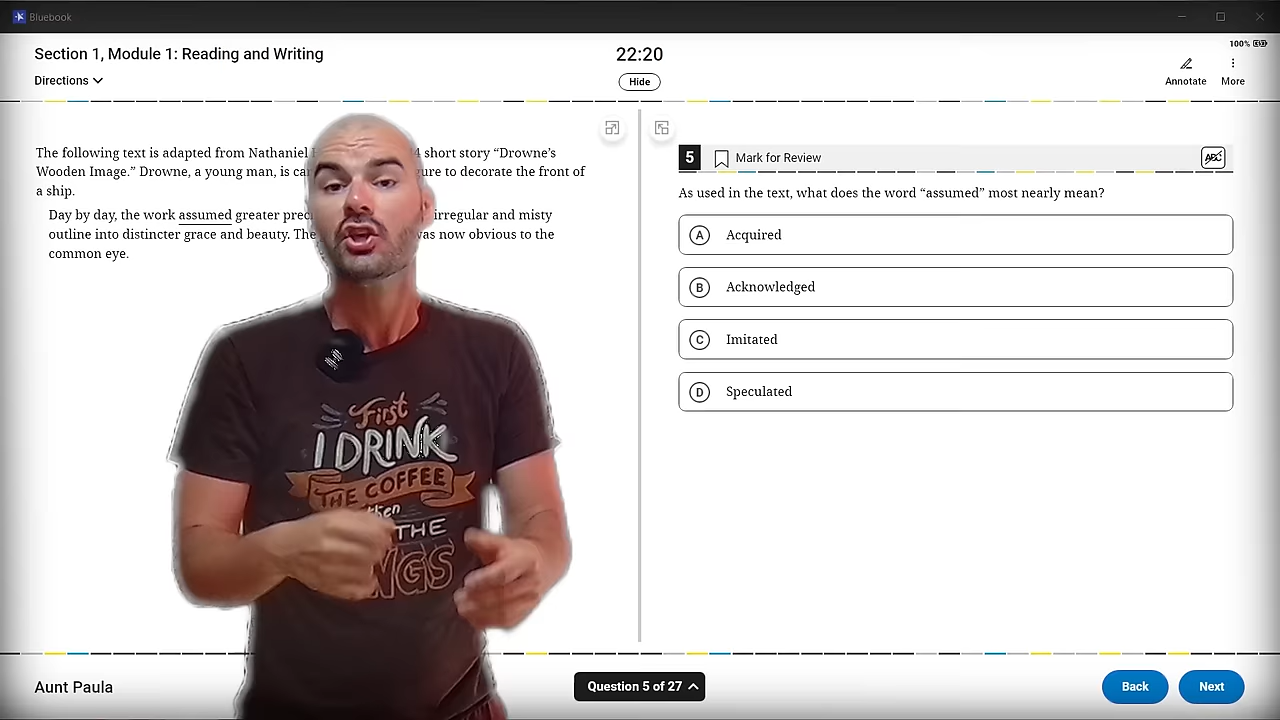 Bluebook
Section 1, Module 1: Reading and Writing
22:20
100%
Directions
Hide
Annotate
More
The following text is adapted from Nathaniel 4 short story “Drowne’s
Wooden Image.” Drowne, a young man, is ure to decorate the front of
a ship.
Day by day, the work assumed greater irregular and misty
outline into distincter grace and beauty. The was now obvious to the
common eye.
5
Mark for Review
ABC
As used in the text, what does the word “assumed” most nearly mean?
A Acquired
B Acknowledged
C Imitated
D Speculated
First
I DRINK
THE COFFEE
then
THE
NGS
Aunt Paula
Question 5 of 27
Back
Next